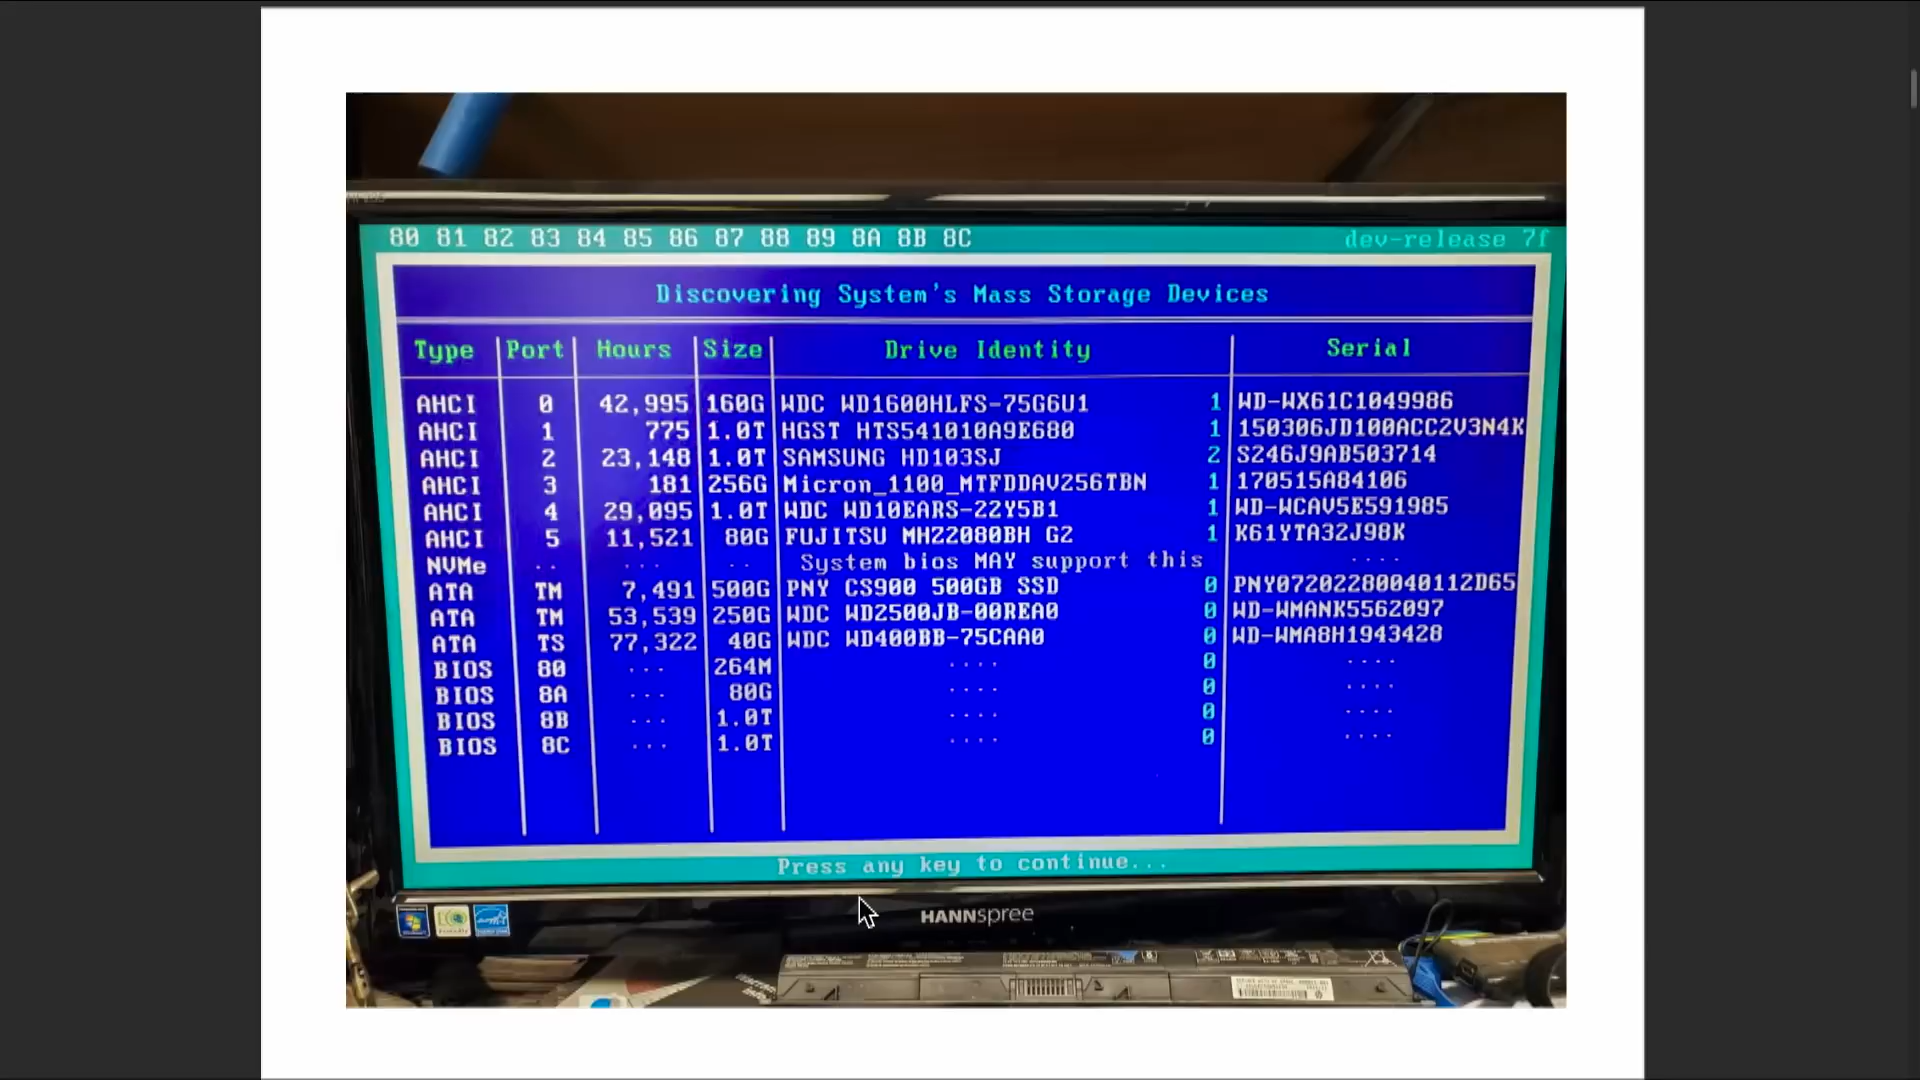 80 81 82 83 84 85 86 87 88 89 8A 8B 8C dev-release 7f
Discovering System's Mass Storage Devices
Type Port Hours Size Drive Identity Serial
AHCI 0 42,995 160G WDC WD1600HLFS-75G6U1 1 WD-WX61C1049986
AHCI 1 775 1.0T HGST HTS541010A9E680 1 150306JD100ACC2V3N4K
AHCI 2 23,148 1.0T SAMSUNG HD103SJ 2 S246J9AB503714
AHCI 3 181 256G Micron_1100_MTFDDAV256TBN 1 170515A84106
AHCI 4 29,095 1.0T WDC WD10EARS-22Y5B1 1 WD-WCAV5E591985
AHCI 5 11,521 80G FUJITSU MHZ2080BH G2 1 K61YTA32J98K
NVMe .. ... .. System bios MAY support this ....
ATA TM 7,491 500G PNY CS900 500GB SSD 0 PNY07202280040112D65
ATA TM 53,539 250G WDC WD2500JB-00REA0 0 WD-WMANK5562097
ATA TS 77,322 40G WDC WD400BB-75CAA0 0 WD-WMA8H1943428
BIOS 80 ... 264M .... 0 ....
BIOS 8A ... 80G .... 0 ....
BIOS 8B ... 1.0T .... 0 ....
BIOS 8C ... 1.0T .... 0 ....
Press any key to continue...
HANNspree